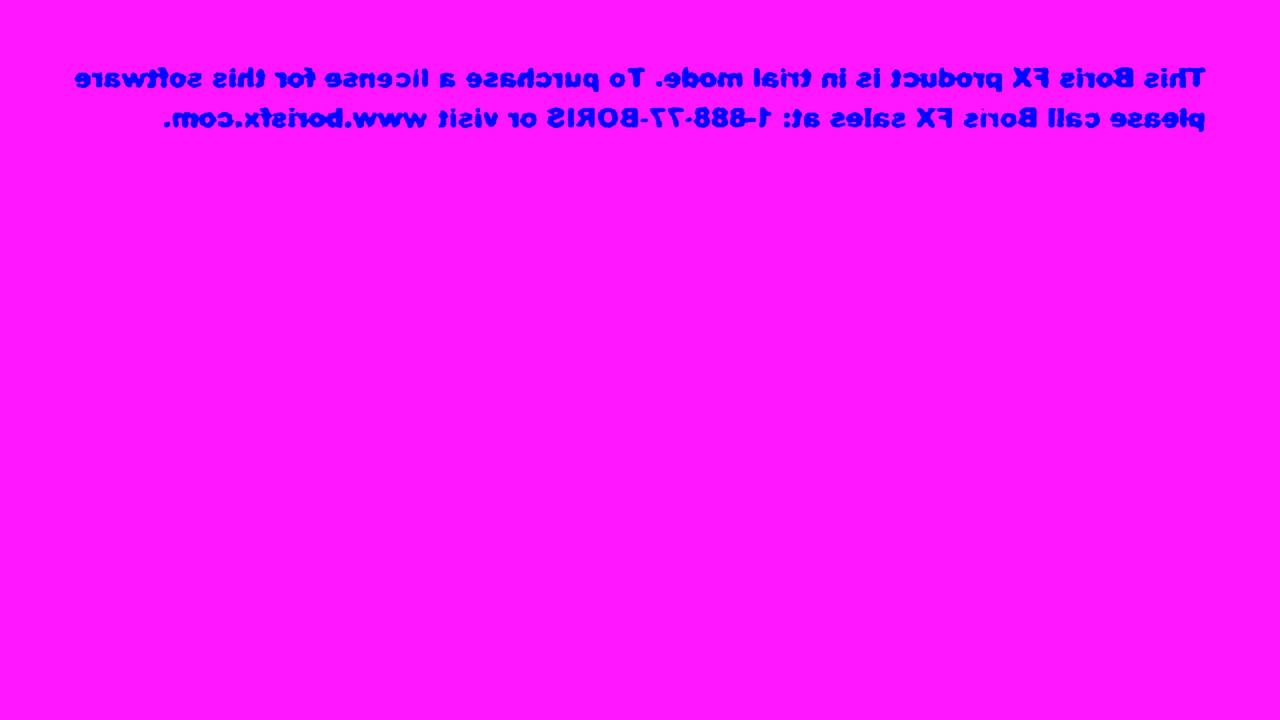 This Boris FX product is in trial mode. To purchase a license for this software
please call Boris FX sales at: 1-888-77-BORIS or visit www.borisfx.com.